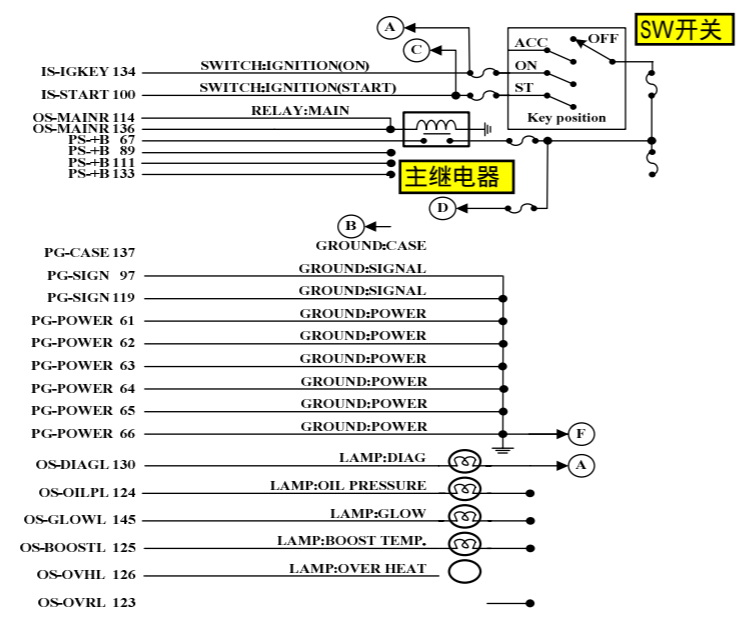 A
SW开关
C
ACC
OFF
IS-IGKEY 134 SWITCH:IGNITION(ON) ON
IS-START 100 SWITCH:IGNITION(START) ST
OS-MAINR 114 RELAY:MAIN Key position
OS-MAINR 136
PS-+B 67
PS-+B 89
PS-+B 111
PS-+B 133
主继电器
D
B
PG-CASE 137 GROUND:CASE
PG-SIGN 97 GROUND:SIGNAL
PG-SIGN 119 GROUND:SIGNAL
PG-POWER 61 GROUND:POWER
PG-POWER 62 GROUND:POWER
PG-POWER 63 GROUND:POWER
PG-POWER 64 GROUND:POWER
PG-POWER 65 GROUND:POWER
PG-POWER 66 GROUND:POWER F
OS-DIAGL 130 LAMP:DIAG A
OS-OILPL 124 LAMP:OIL PRESSURE
OS-GLOWL 145 LAMP:GLOW
OS-BOOSTL 125 LAMP:BOOST TEMP.
OS-OVHL 126 LAMP:OVER HEAT
OS-OVRL 123